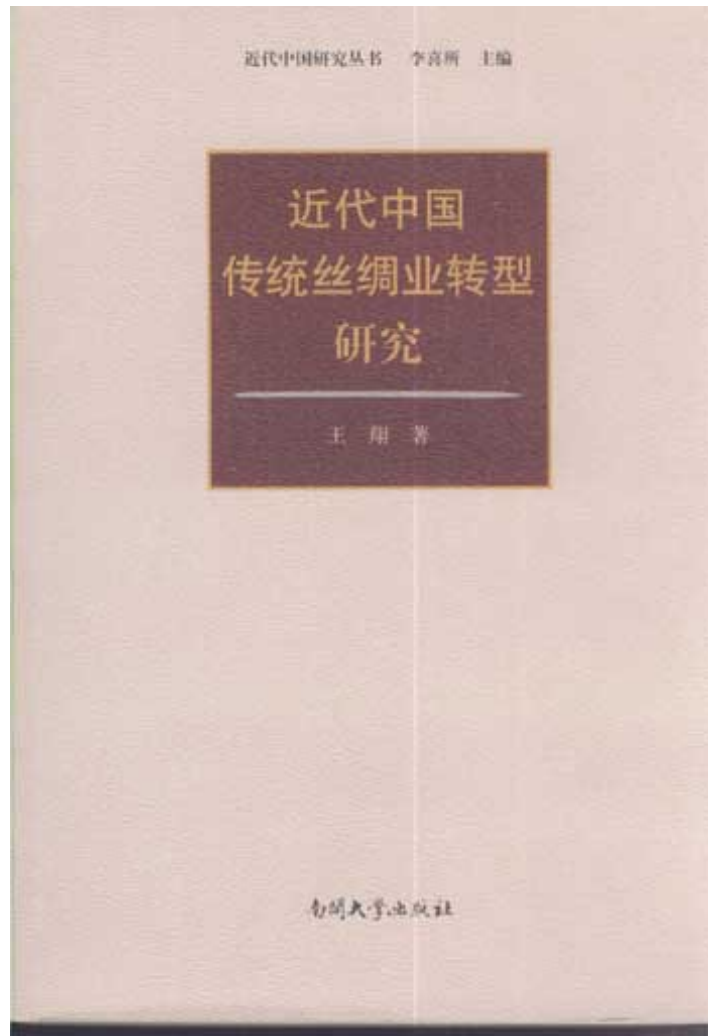 近代中国研究丛书 李喜所 主编
近代中国
传统丝绸业转型
研究
王 翔 著
南開大学出版社